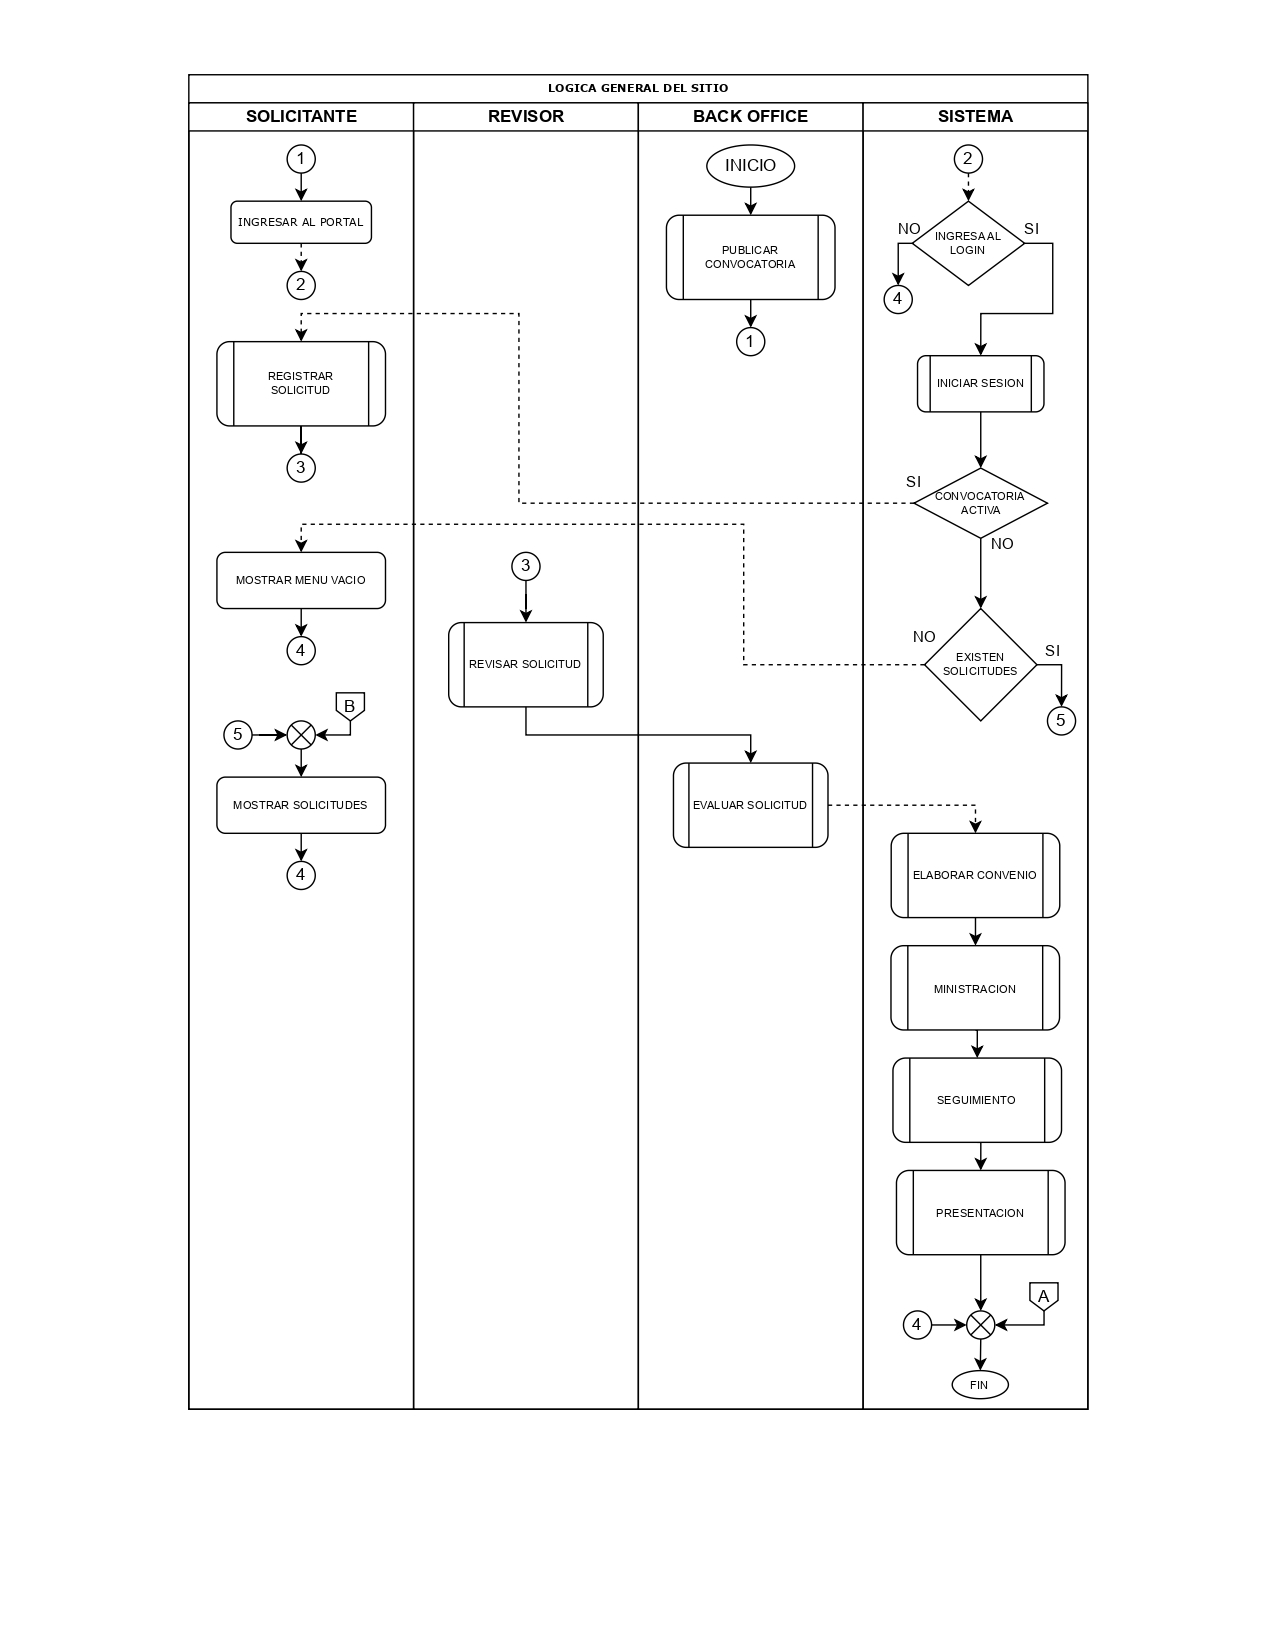 LOGICA GENERAL DEL SITIO
SOLICITANTE
REVISOR
BACK OFFICE
SISTEMA
1
INGRESAR AL PORTAL
2
REGISTRAR
SOLICITUD
3
MOSTRAR MENU VACIO
4
B
5
MOSTRAR SOLICITUDES
4
3
REVISAR SOLICITUD
INICIO
PUBLICAR
CONVOCATORIA
1
EVALUAR SOLICITUD
2
NO
SI
INGRESA AL
LOGIN
4
INICIAR SESION
SI
CONVOCATORIA
ACTIVA
NO
NO
SI
EXISTEN
SOLICITUDES
5
ELABORAR CONVENIO
MINISTRACION
SEGUIMIENTO
PRESENTACION
A
4
FIN